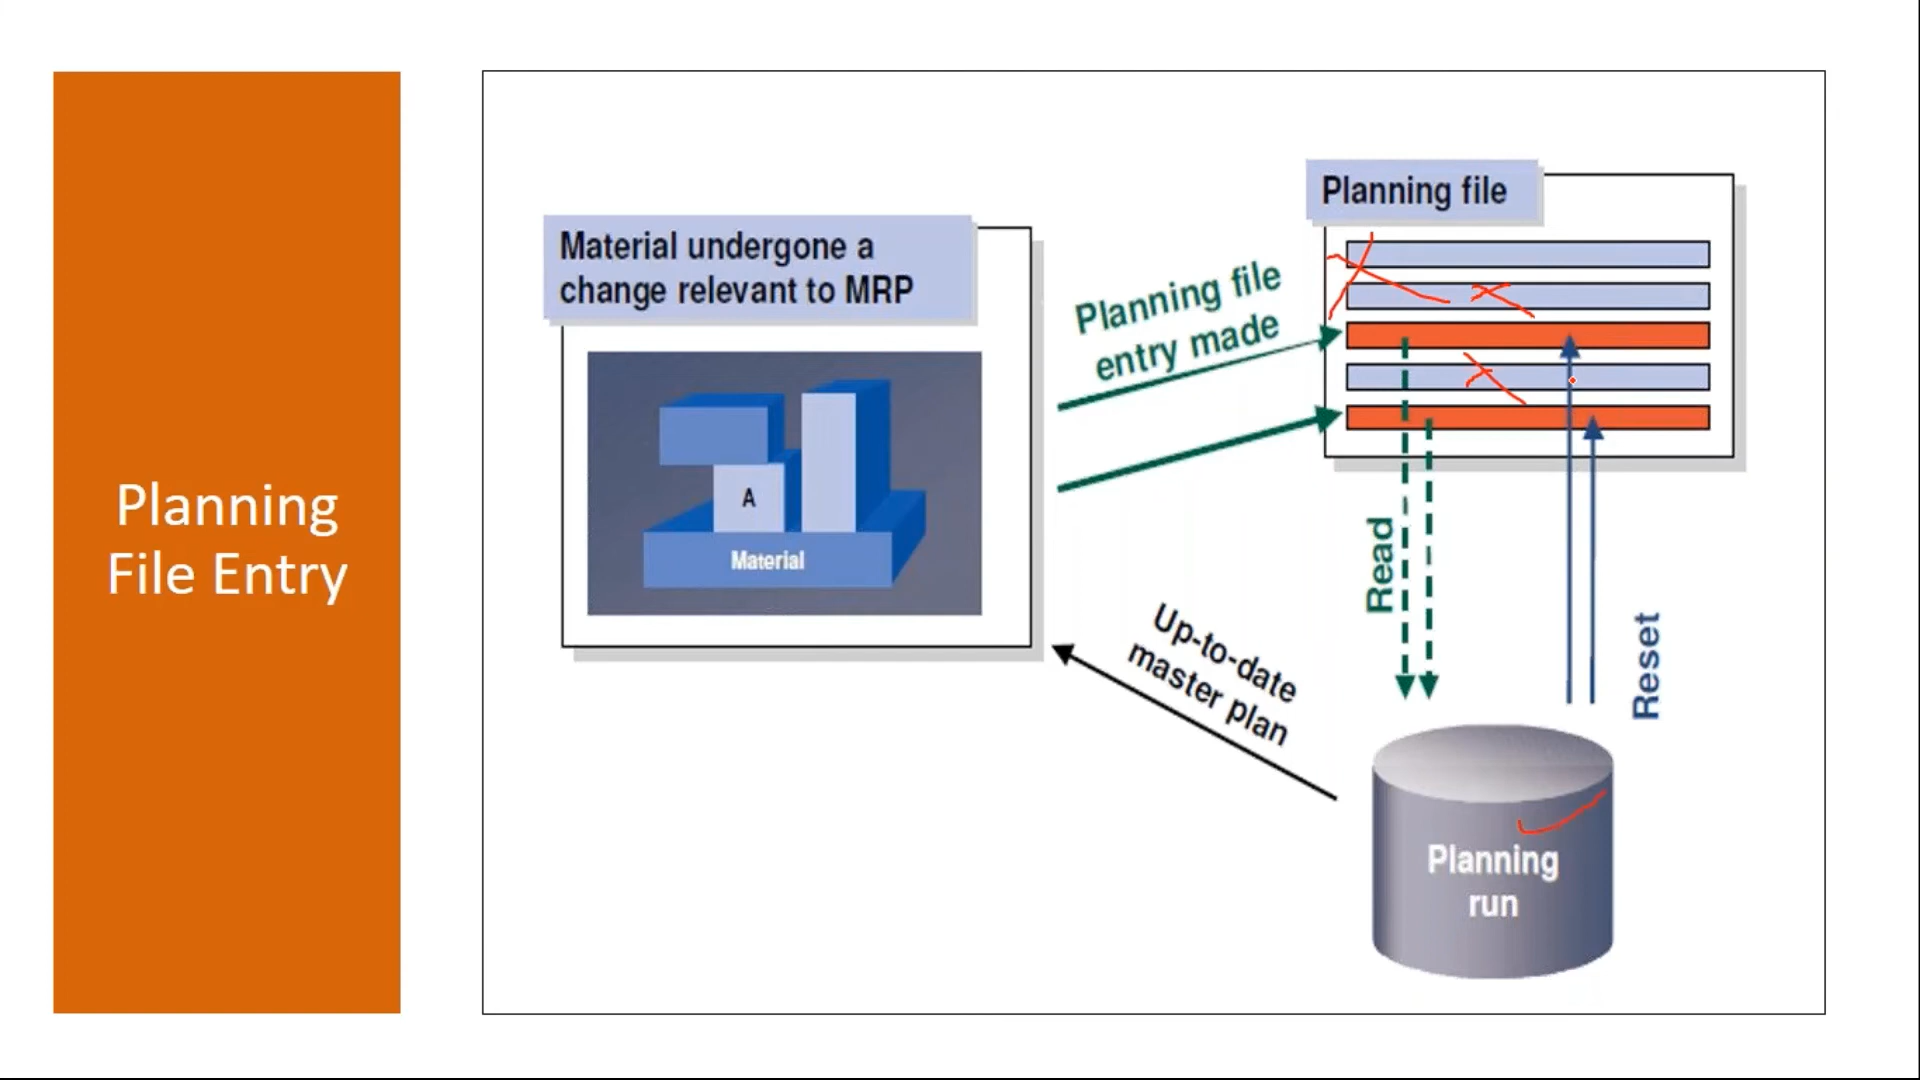 Planning
File Entry
Material undergone a
change relevant to MRP
A
Material
Planning file
entry made
Planning file
Read
Reset
Up-to-date
master plan
Planning
run